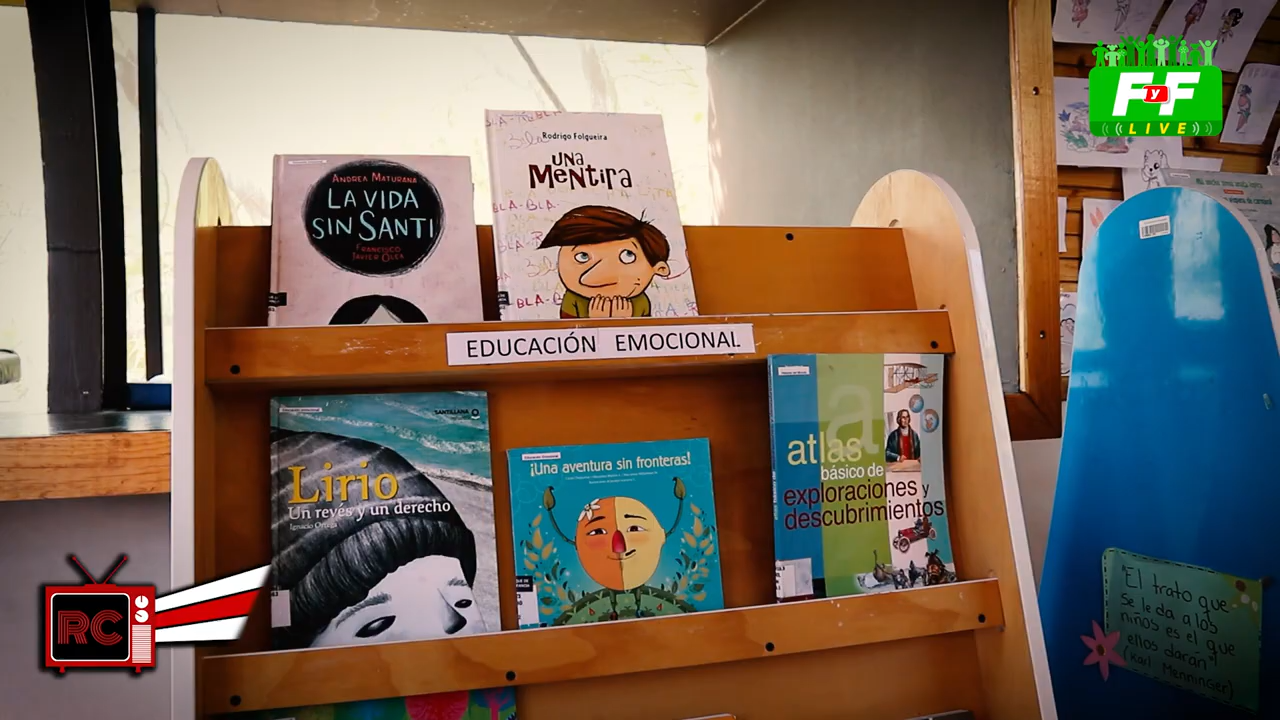 FyF
LIVE
ANDREA MATURANA
LA VIDA
SIN SANTI
FRANCISCO
JAVIER OLEA
Rodrigo Folgueira
UNA
MENTIRA
BLA-BLA-
BLA-
EDUCACIÓN EMOCIONAL
SANTILLANA
Lirio
Un revés y un derecho
Ignacio Ortega
¡Una aventura sin fronteras!
a
atlas
básico de
exploraciones y
descubrimientos
"El trato que
se le da a los
niños es el que
ellos darán"
(Karl Menninger)
RC